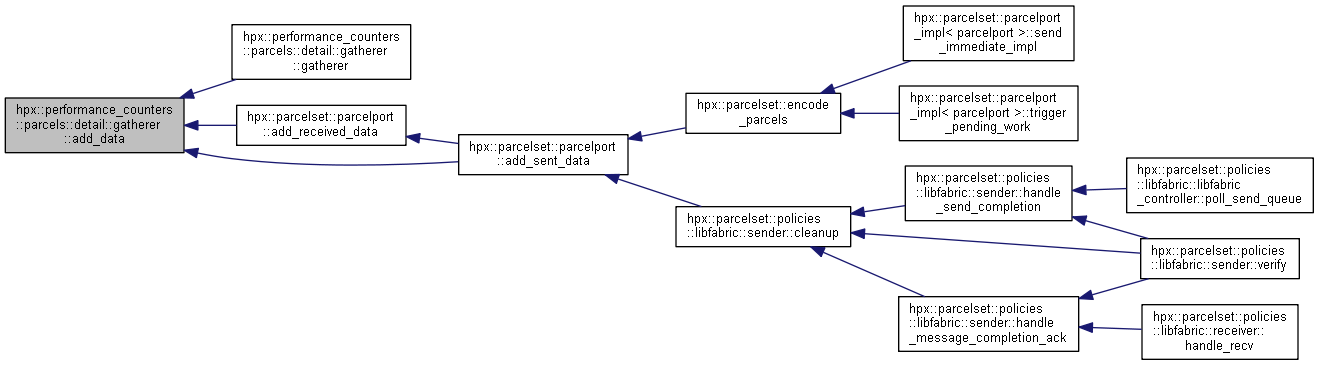 hpx::performance_counters
::parcels::detail::gatherer
::add_data
hpx::performance_counters
::parcels::detail::gatherer
::gatherer
hpx::parcelset::parcelport
::add_received_data
hpx::parcelset::parcelport
::add_sent_data
hpx::parcelset::encode
_parcels
hpx::parcelset::policies
::libfabric::sender::cleanup
hpx::parcelset::parcelport
_impl< parcelport >::send
_immediate_impl
hpx::parcelset::parcelport
_impl< parcelport >::trigger
_pending_work
hpx::parcelset::policies
::libfabric::sender::handle
_send_completion
hpx::parcelset::policies
::libfabric::sender::handle
_message_completion_ack
hpx::parcelset::policies
::libfabric::libfabric
_controller::poll_send_queue
hpx::parcelset::policies
::libfabric::sender::verify
hpx::parcelset::policies
::libfabric::receiver::
handle_recv